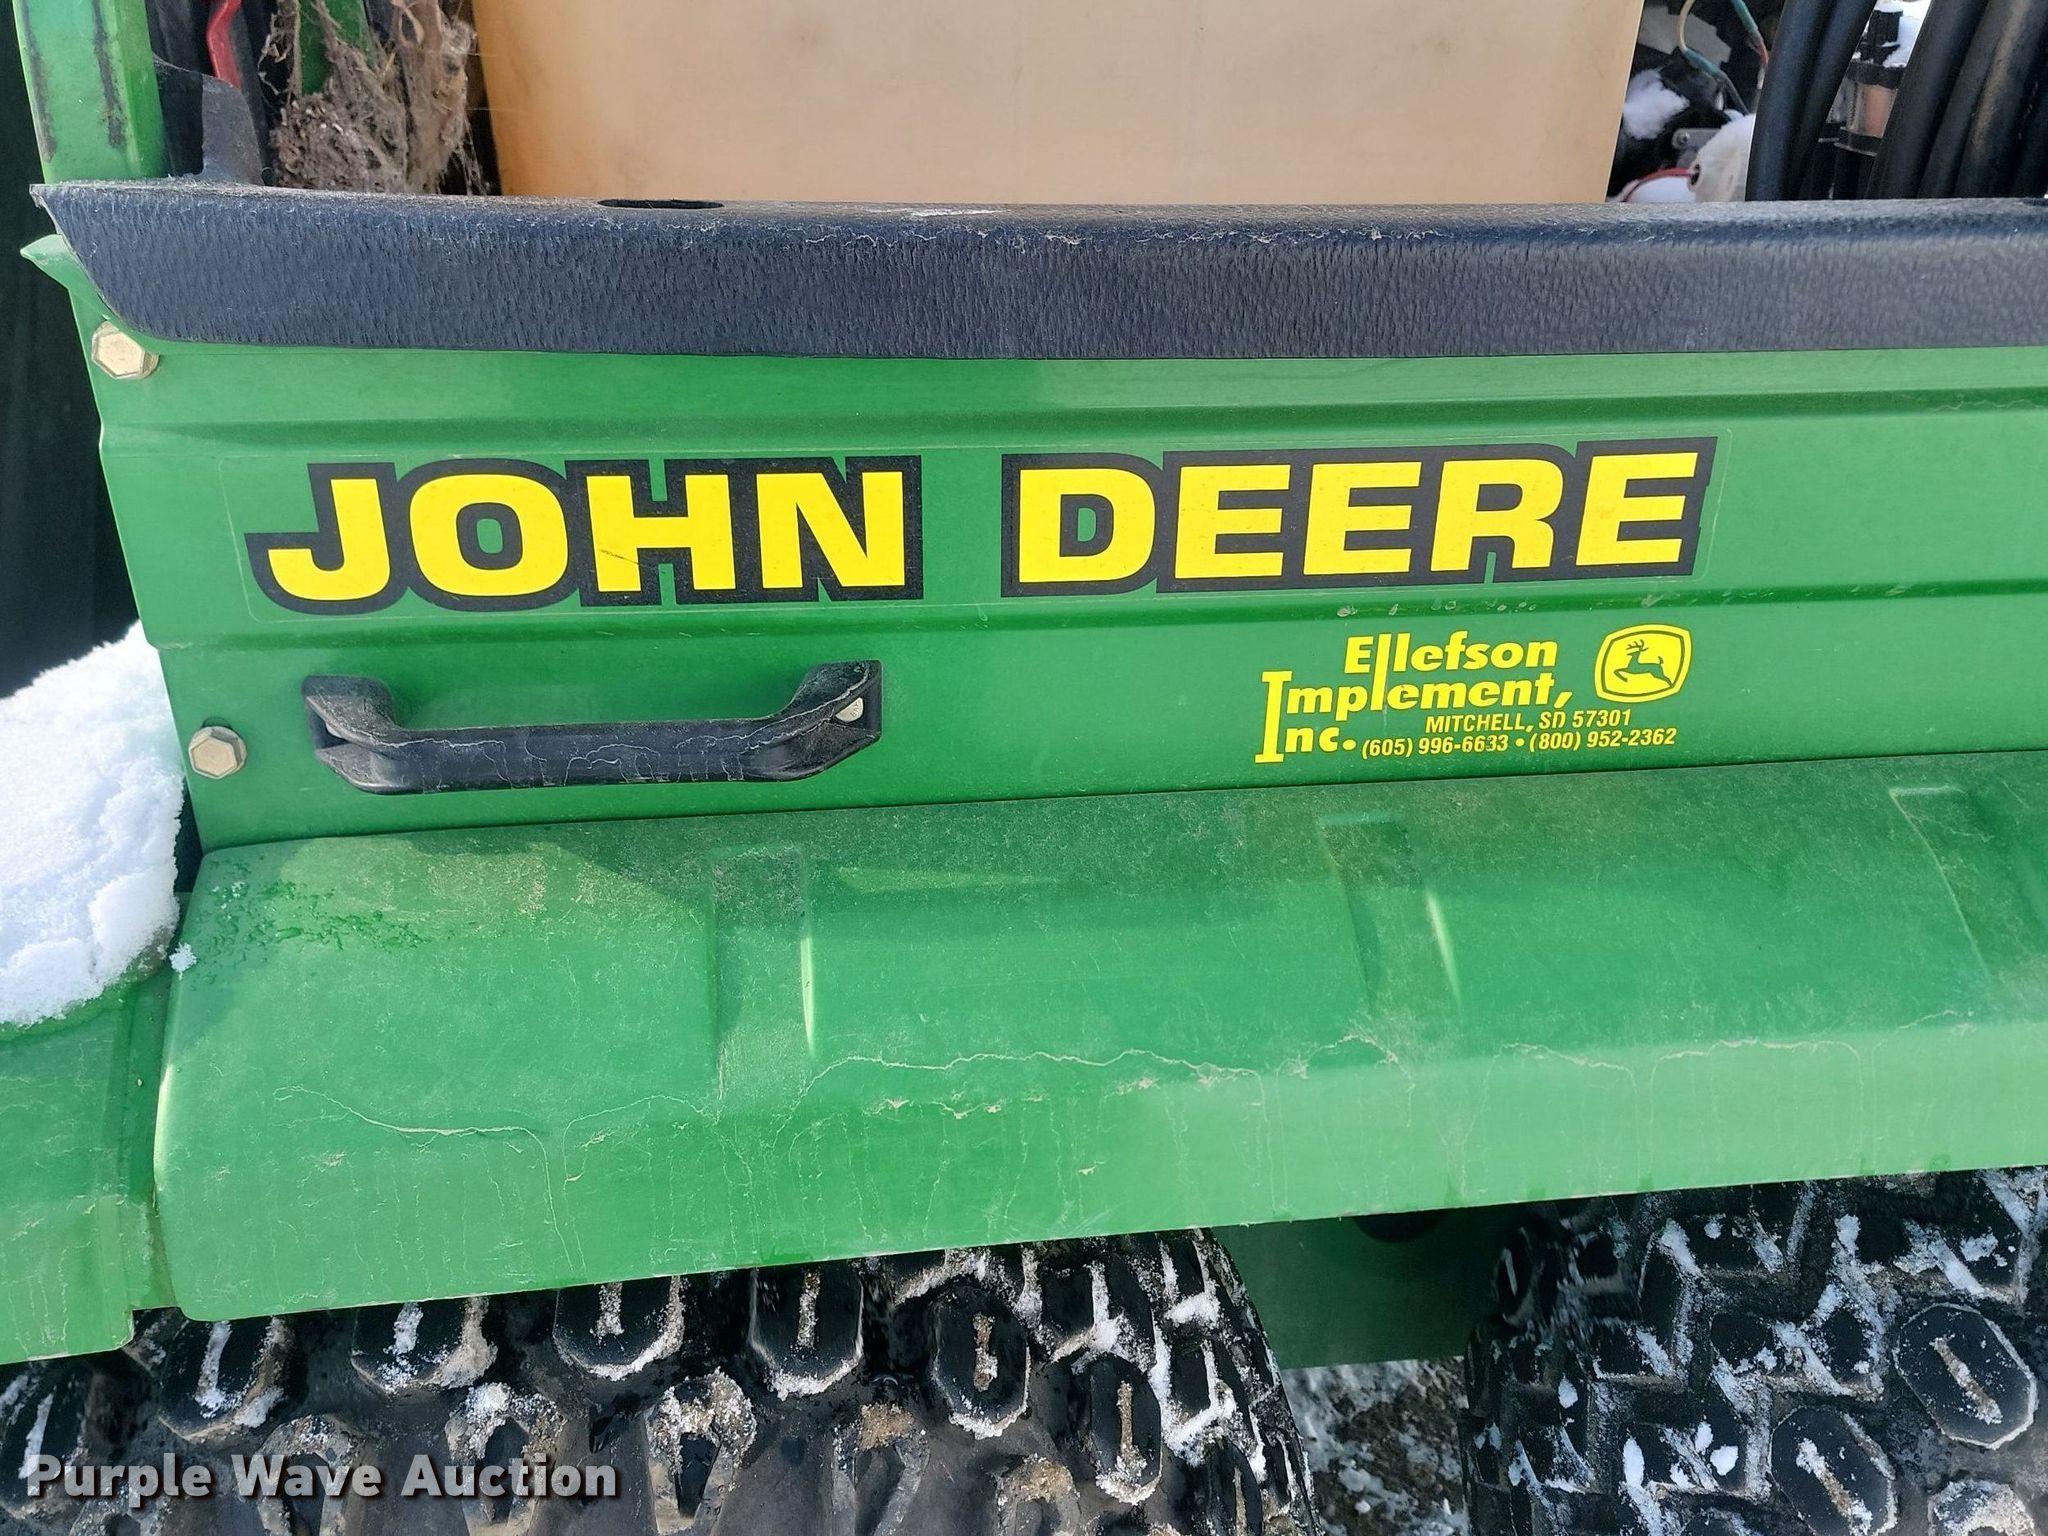 JOHN DEERE
Ellefson
Implement,
MITCHELL, SD 57301
Inc. (605) 996-6633 • (800) 952-2362
Purple Wave Auction